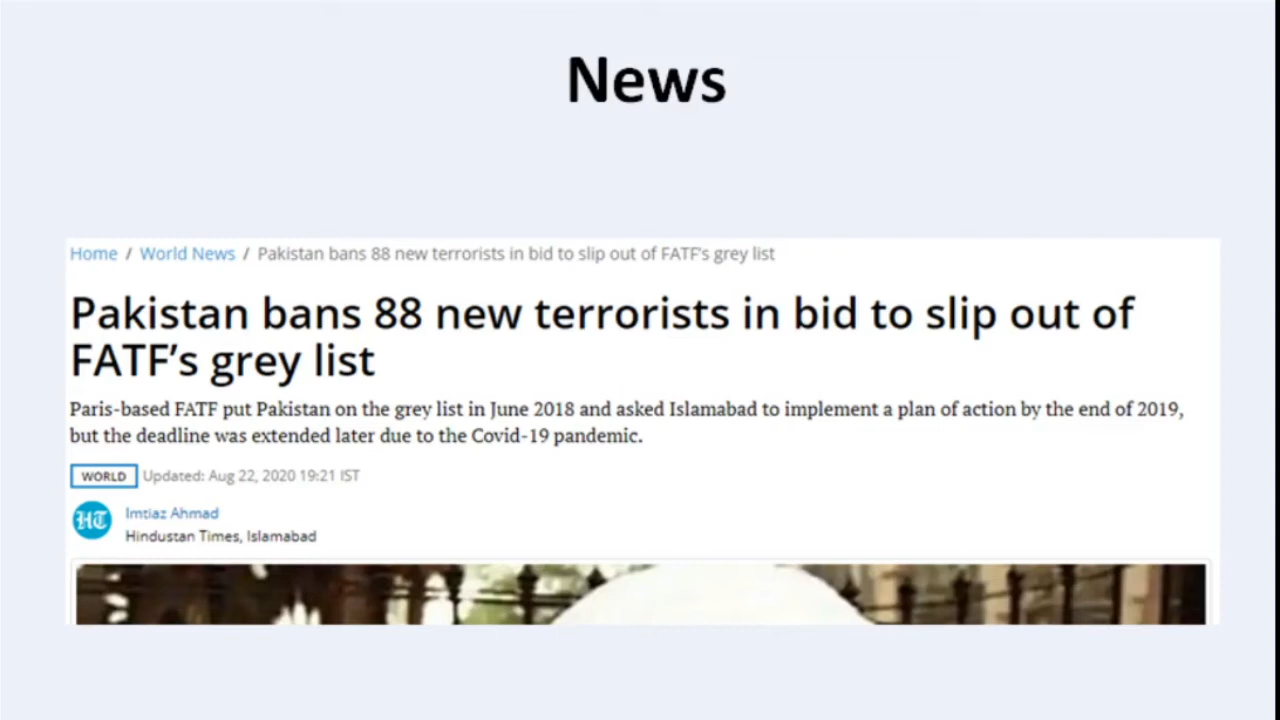 News
Home / World News / Pakistan bans 88 new terrorists in bid to slip out of FATF's grey list
Pakistan bans 88 new terrorists in bid to slip out of
FATF's grey list
Paris-based FATF put Pakistan on the grey list in June 2018 and asked Islamabad to implement a plan of action by the end of 2019,
but the deadline was extended later due to the Covid-19 pandemic.
WORLD Updated: Aug 22, 2020 19:21 IST
HT
Imtiaz Ahmad
Hindustan Times, Islamabad